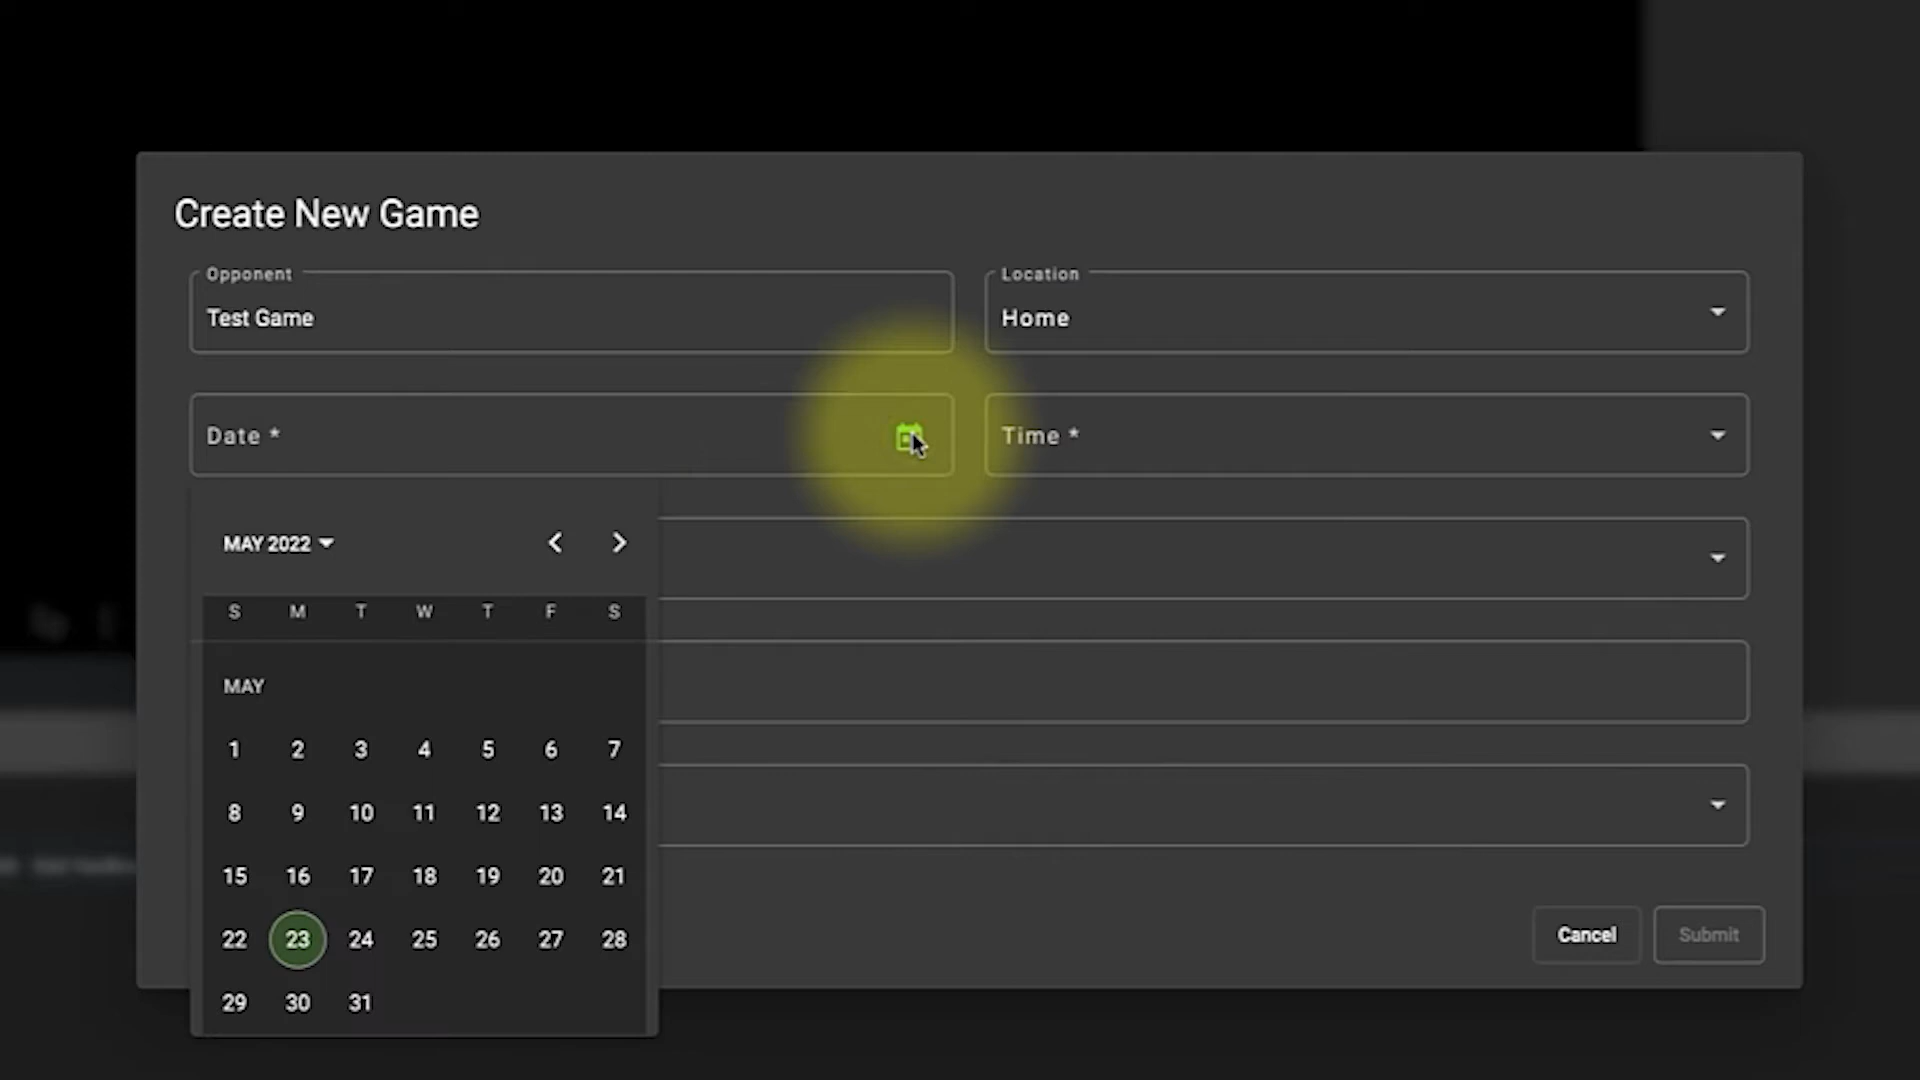 Create New Game
Opponent
Test Game
Location
Home
Date *
Time *
MAY 2022
S M T W T F S
MAY
1 2 3 4 5 6 7
8 9 10 11 12 13 14
15 16 17 18 19 20 21
22 23 24 25 26 27 28
29 30 31
Cancel
Submit